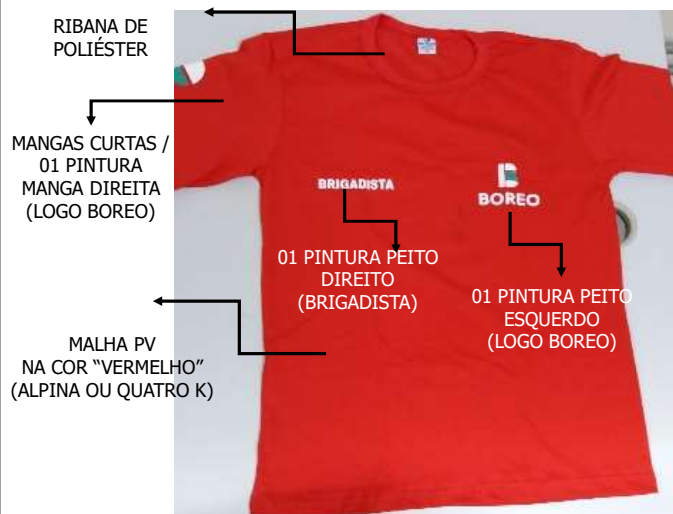 RIBANA DE
POLIÉSTER
MANGAS CURTAS /
01 PINTURA
MANGA DIREITA
(LOGO BOREO)
BRIGADISTA
BOREO
01 PINTURA PEITO
DIREITO
(BRIGADISTA)
01 PINTURA PEITO
ESQUERDO
(LOGO BOREO)
MALHA PV
NA COR “VERMELHO”
(ALPINA OU QUATRO K)